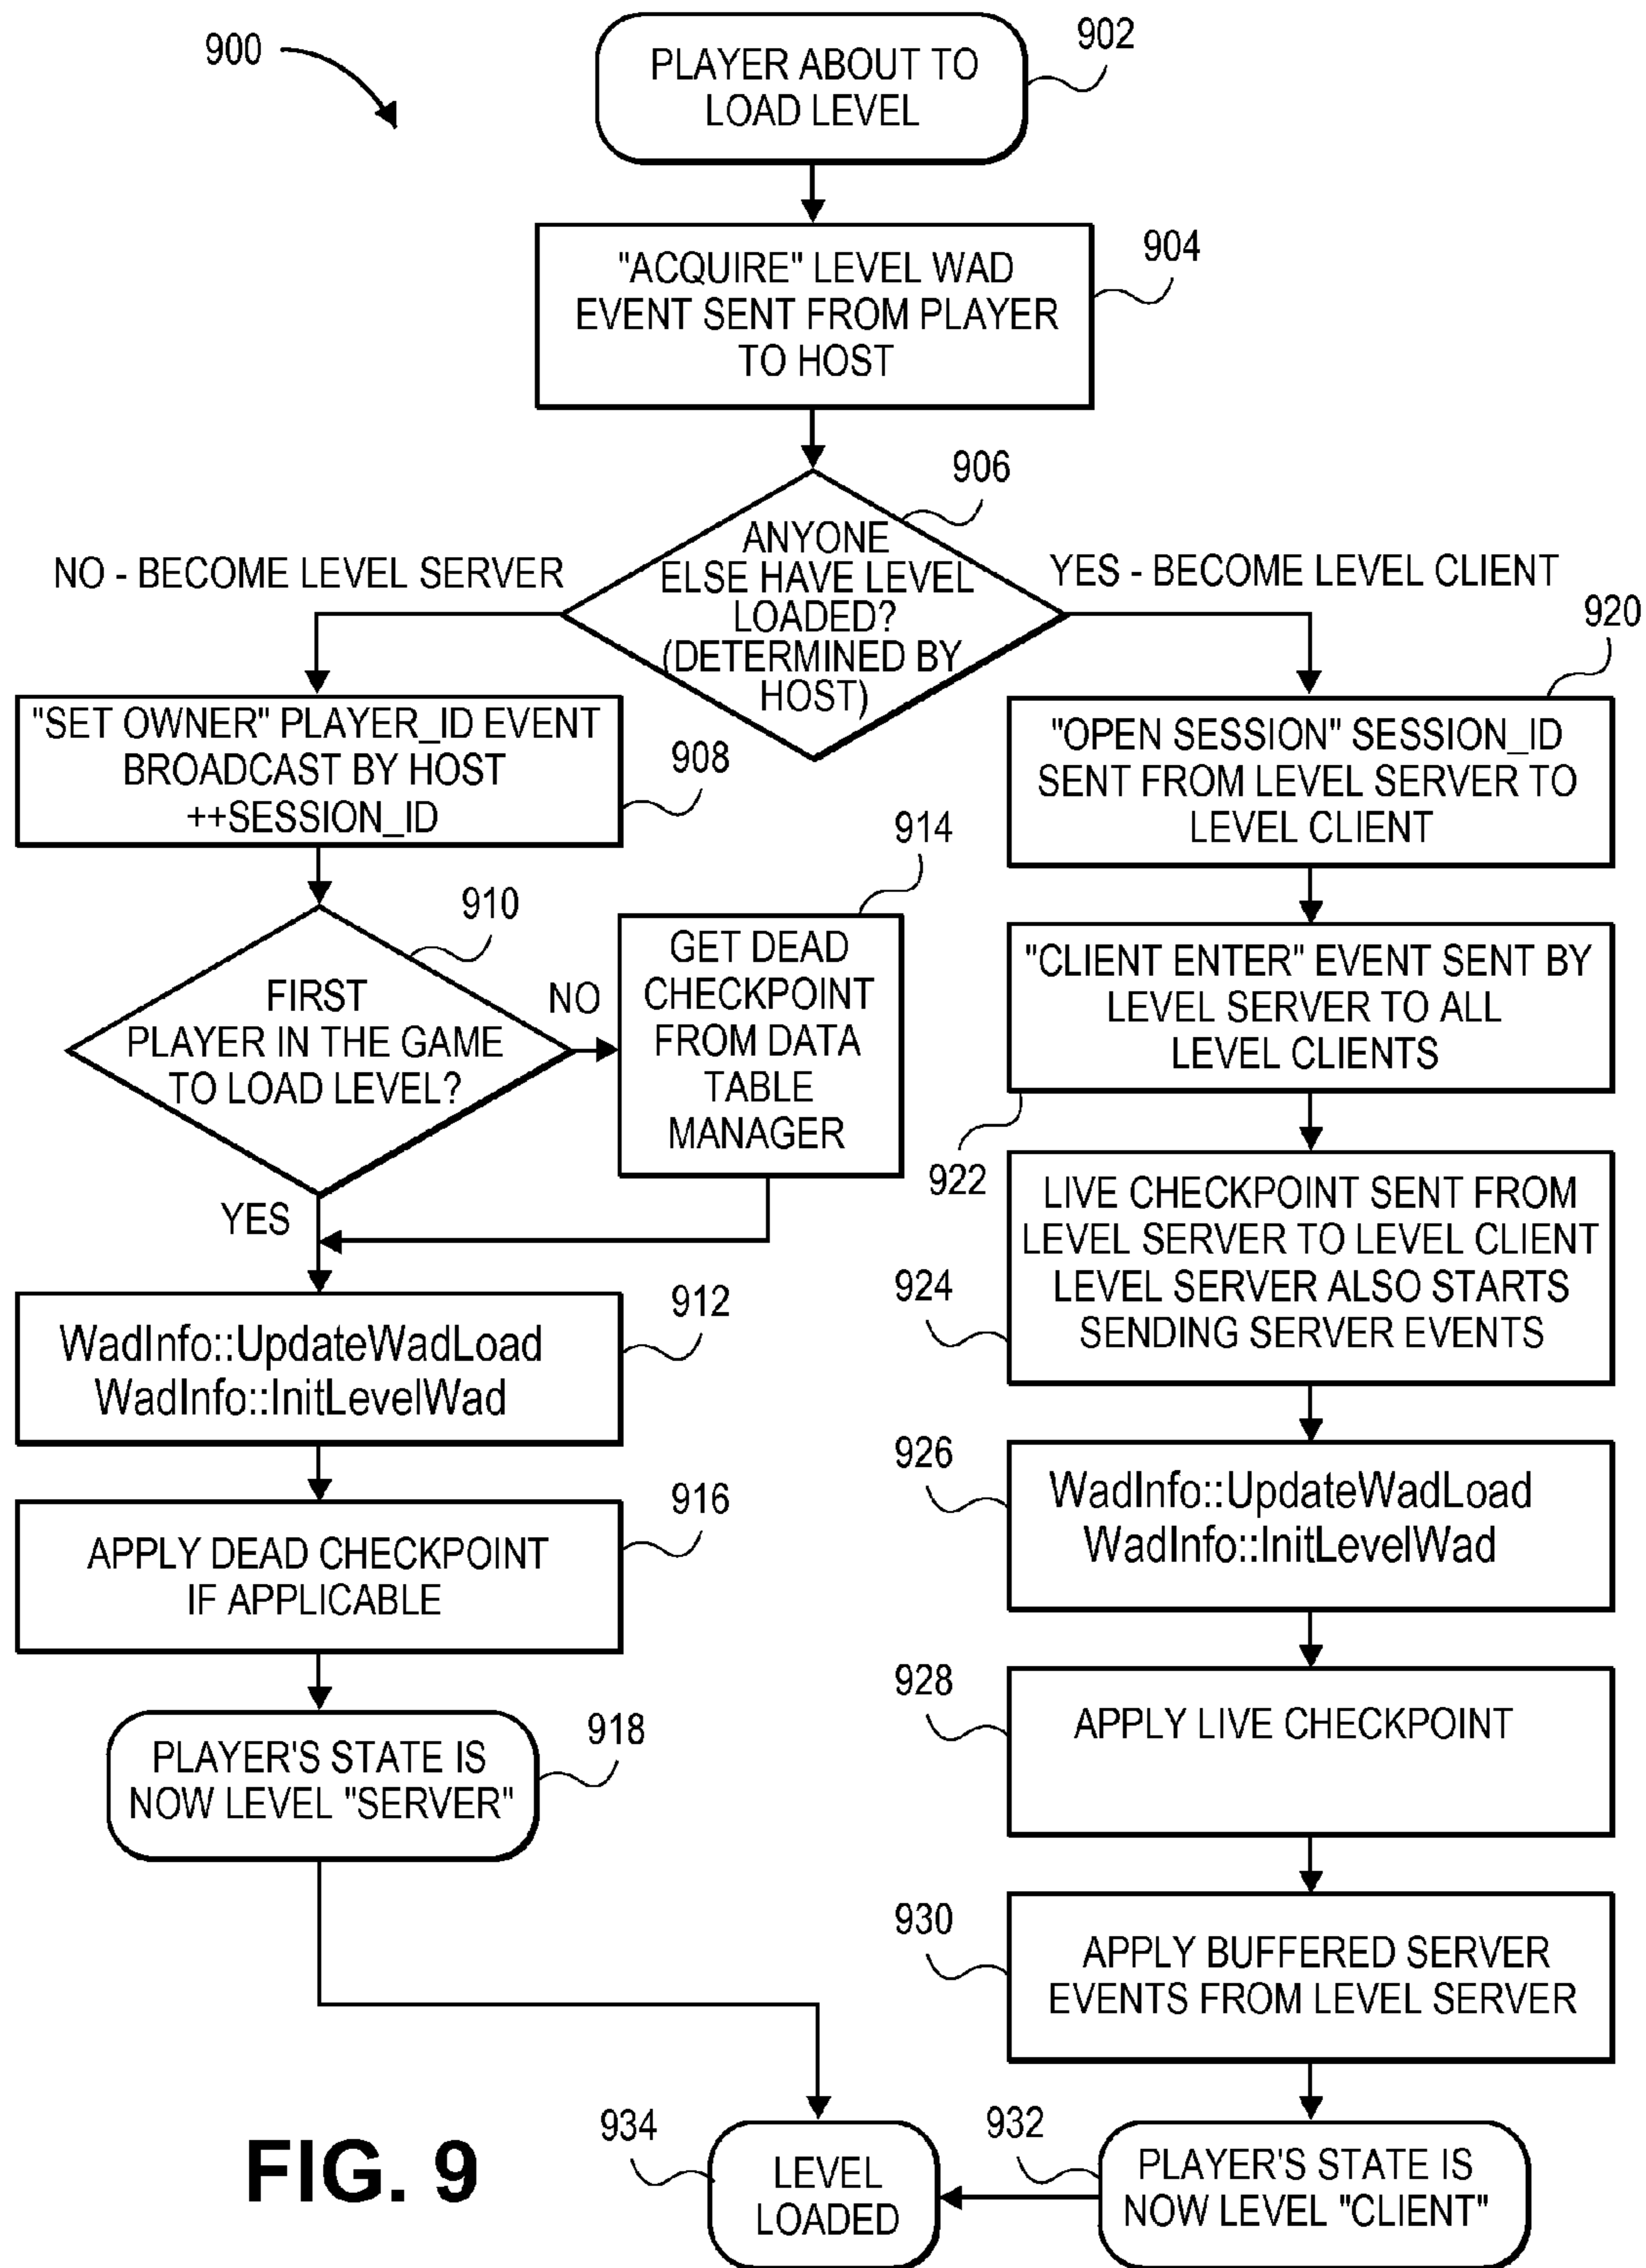 900
PLAYER ABOUT TO
LOAD LEVEL
902
"ACQUIRE" LEVEL WAD
EVENT SENT FROM PLAYER
TO HOST
904
906
ANYONE
ELSE HAVE LEVEL
LOADED?
(DETERMINED BY
HOST)
NO - BECOME LEVEL SERVER
YES - BECOME LEVEL CLIENT
"SET OWNER" PLAYER_ID EVENT
BROADCAST BY HOST
++SESSION_ID
908
910
FIRST
PLAYER IN THE GAME
TO LOAD LEVEL?
NO
914
GET DEAD
CHECKPOINT
FROM DATA
TABLE
MANAGER
YES
WadInfo::UpdateWadLoad
WadInfo::InitLevelWad
912
APPLY DEAD CHECKPOINT
IF APPLICABLE
916
PLAYER'S STATE IS
NOW LEVEL "SERVER"
918
920
"OPEN SESSION" SESSION_ID
SENT FROM LEVEL SERVER TO
LEVEL CLIENT
"CLIENT ENTER" EVENT SENT BY
LEVEL SERVER TO ALL
LEVEL CLIENTS
922
LIVE CHECKPOINT SENT FROM
LEVEL SERVER TO LEVEL CLIENT
LEVEL SERVER ALSO STARTS
SENDING SERVER EVENTS
924
926
WadInfo::UpdateWadLoad
WadInfo::InitLevelWad
928
APPLY LIVE CHECKPOINT
930
APPLY BUFFERED SERVER
EVENTS FROM LEVEL SERVER
932
PLAYER'S STATE IS
NOW LEVEL "CLIENT"
934
LEVEL
LOADED
FIG. 9